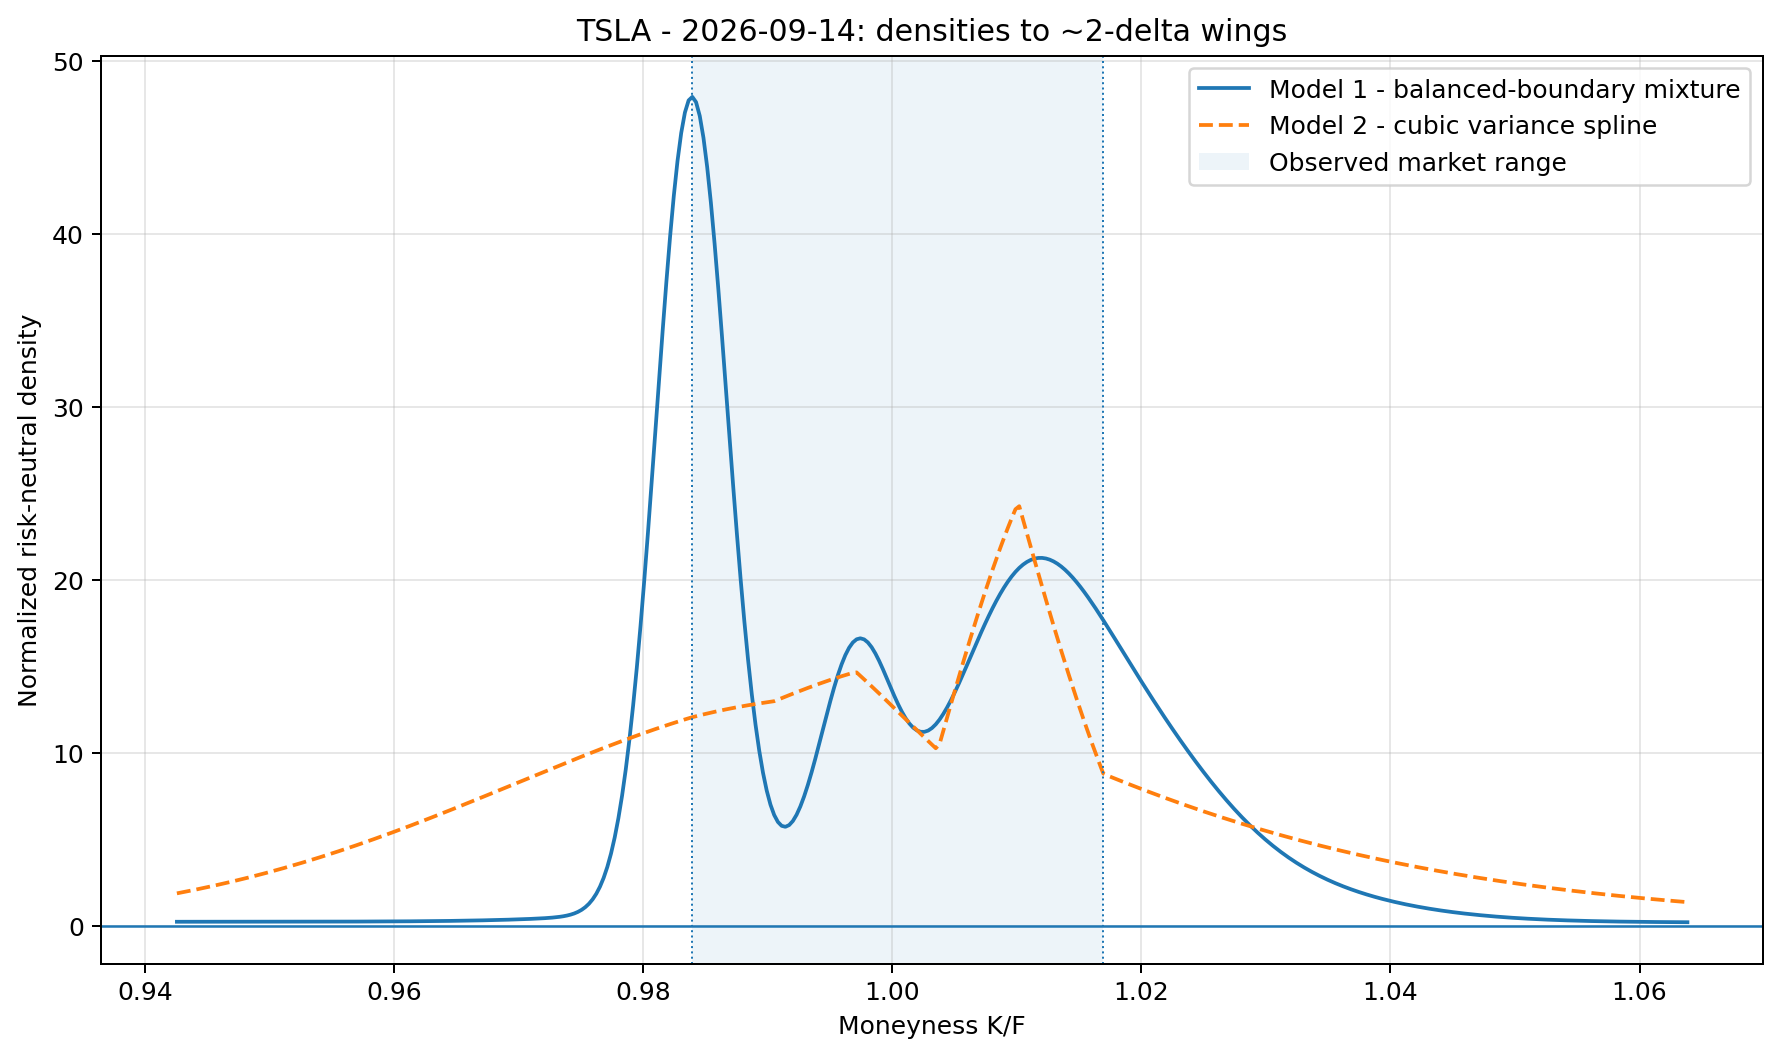 TSLA - 2026-09-14: densities to ~2-delta wings
Model 1 - balanced-boundary mixture
Model 2 - cubic variance spline
Observed market range
Normalized risk-neutral density
50
40
30
20
10
0
0.94
0.96
0.98
1.00
1.02
1.04
1.06
Moneyness K/F